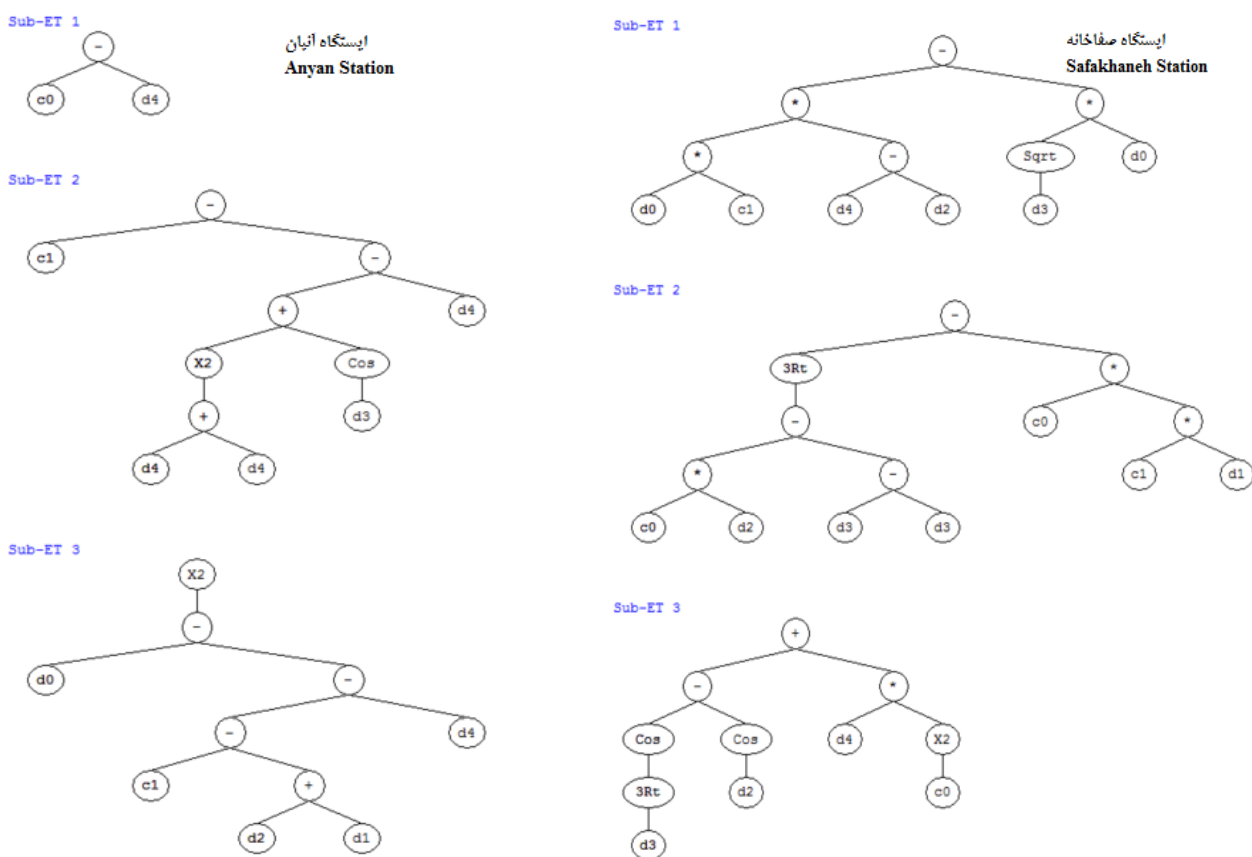 Sub-ET 1
ایستگاه آنیان
Anyan Station
-
c0 d4
Sub-ET 2
-
c1 -
+ d4
X2 Cos
+ d3
d4 d4
Sub-ET 3
X2
-
d0 -
- d4
c1 +
d2 d1
Sub-ET 1
ایستگاه صفاخانه
Safakhaneh Station
-
* *
* - Sqrt d0
d0 c1 d4 d2 d3
Sub-ET 2
-
3Rt *
- c0 *
* - c1 d1
c0 d2 d3 d3
Sub-ET 3
+
- *
Cos Cos d4 X2
3Rt d2 c0
d3